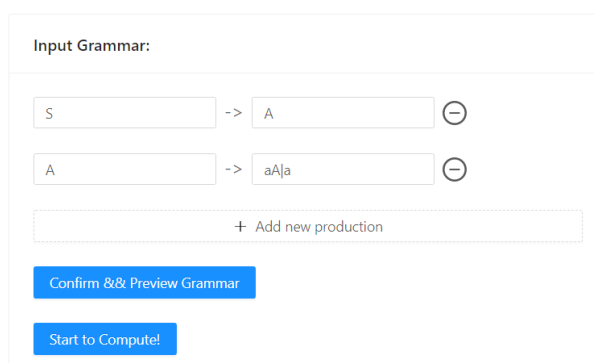 Input Grammar:
S -> A
A -> aA|a
+ Add new production
Confirm && Preview Grammar
Start to Compute!